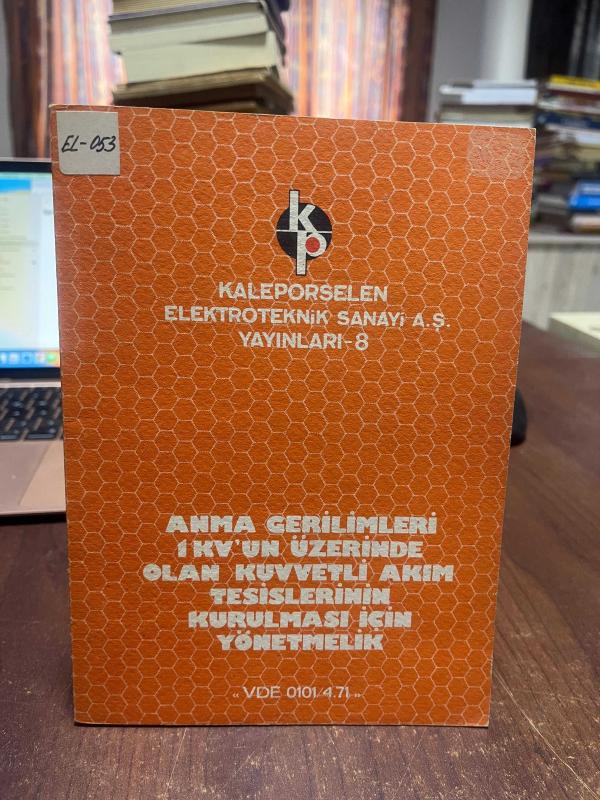 EL-053
kp
KALEPORSELEN
ELEKTROTEKNİK SANAYİ A.Ş.
YAYINLARI-8
ANMA GERİLİMLERİ
1 KV'UN ÜZERİNDE
OLAN KUVVETLİ AKIM
TESİSLERİNİN
KURULMASI İÇİN
YÖNETMELİK
„ VDE 0101/4.71 „